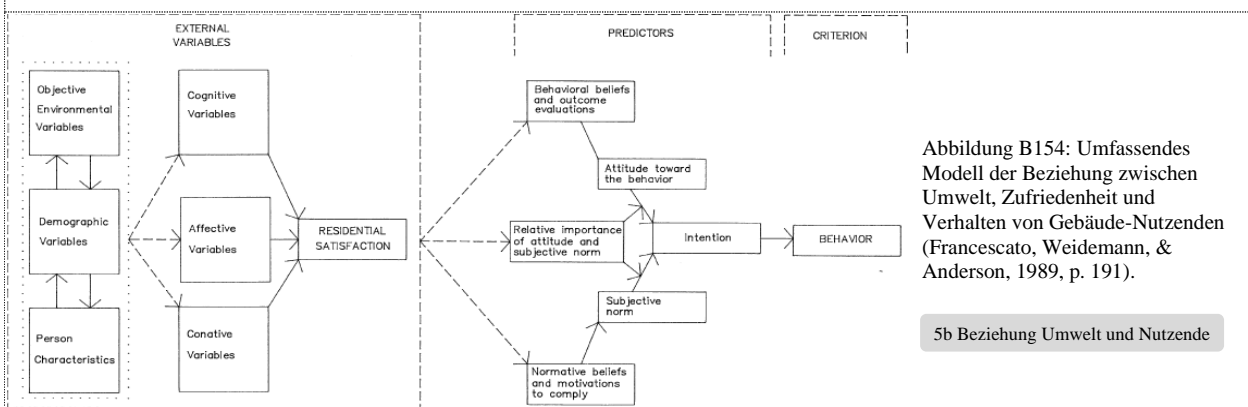 EXTERNAL
VARIABLES
PREDICTORS
CRITERION
Objective
Environmental
Variables
Demographic
Variables
Person
Characteristics
Cognitive
Variables
Affective
Variables
Conative
Variables
RESIDENTIAL
SATISFACTION
Behavioral beliefs
and outcome
evaluations
Attitude toward
the behavior
Relative importance
of attitude and
subjective norm
Intention
BEHAVIOR
Subjective
norm
Normative beliefs
and motivations
to comply
Abbildung B154: Umfassendes
Modell der Beziehung zwischen
Umwelt, Zufriedenheit und
Verhalten von Gebäude-Nutzenden
(Francescato, Weidemann, &
Anderson, 1989, p. 191).
5b Beziehung Umwelt und Nutzende